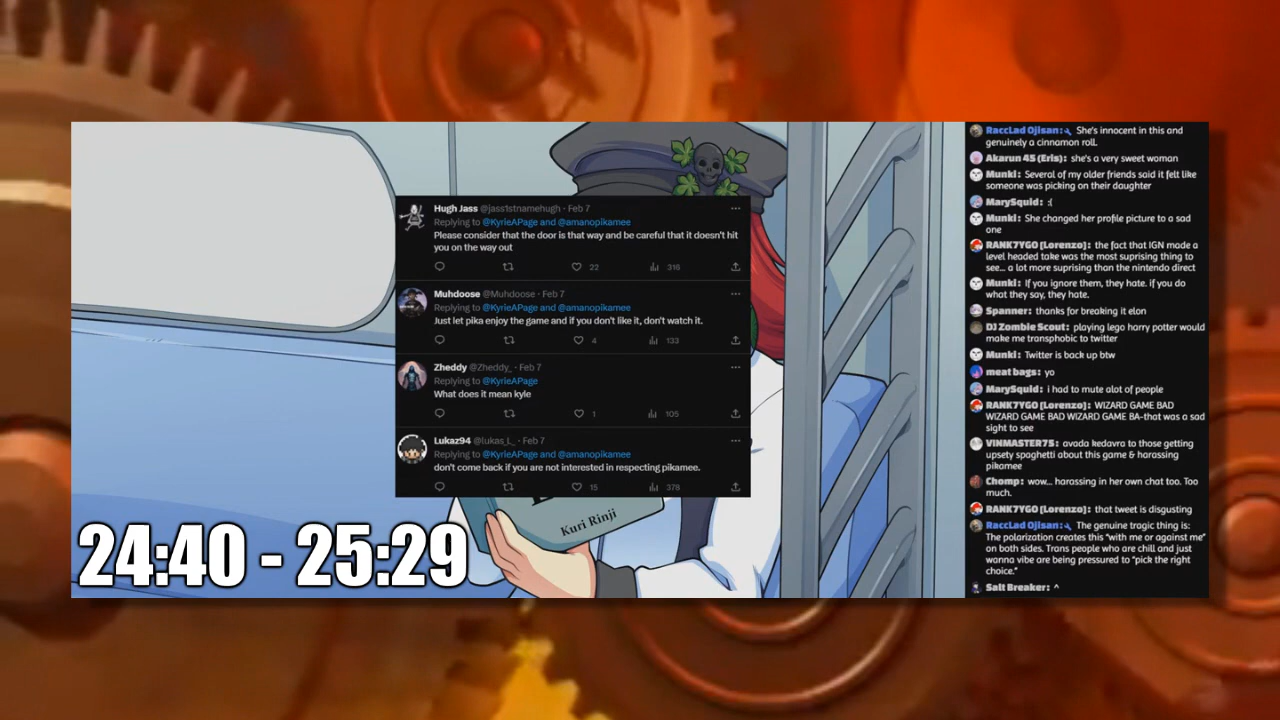 Hugh Jass @jass1stnamehugh · Feb 7
Replying to @KyrieAPage and @amanopikamee
Please consider that the door is that way and be careful that it doesn't hit
you on the way out
22 316
Muhdoose @Muhdoose · Feb 7
Replying to @KyrieAPage and @amanopikamee
Just let pika enjoy the game and if you don't like it, don't watch it.
4 133
Zheddy @Zheddy_ · Feb 7
Replying to @KyrieAPage
What does it mean kyle
1 105
Lukaz94 @lukas_L_ · Feb 7
Replying to @KyrieAPage and @amanopikamee
don't come back if you are not interested in respecting pikamee.
15 378
Kuri Rinji
24:40 - 25:29
RaccLad Ojisan: She's innocent in this and
genuinely a cinnamon roll.
Akarun 45 (Eris): she's a very sweet woman
Munki: Several of my older friends said it felt like
someone was picking on their daughter
MarySquid: :(
Munki: She changed her profile picture to a sad
one
RANK7YGO [Lorenzo]: the fact that IGN made a
level headed take was the most suprising thing to
see... a lot more suprising than the nintendo direct
Munki: If you ignore them, they hate. if you do
what they say, they hate.
Spanner: thanks for breaking it elon
DJ Zombie Scout: playing lego harry potter would
make me transphobic to twitter
Munki: Twitter is back up btw
meat bags: yo
MarySquid: i had to mute alot of people
RANK7YGO [Lorenzo]: WIZARD GAME BAD
WIZARD GAME BAD WIZARD GAME BA-that was a sad
sight to see
VINMASTER75: avada kedavra to those getting
upsety spaghetti about this game & harassing
pikamee
Chomp: wow... harassing in her own chat too. Too
much.
RANK7YGO [Lorenzo]: that tweet is disgusting
RaccLad Ojisan: The genuine tragic thing is:
The polarization creates this "with me or against me"
on both sides. Trans people who are chill and just
wanna vibe are being pressured to "pick the right
choice."
Salt Breaker: ^